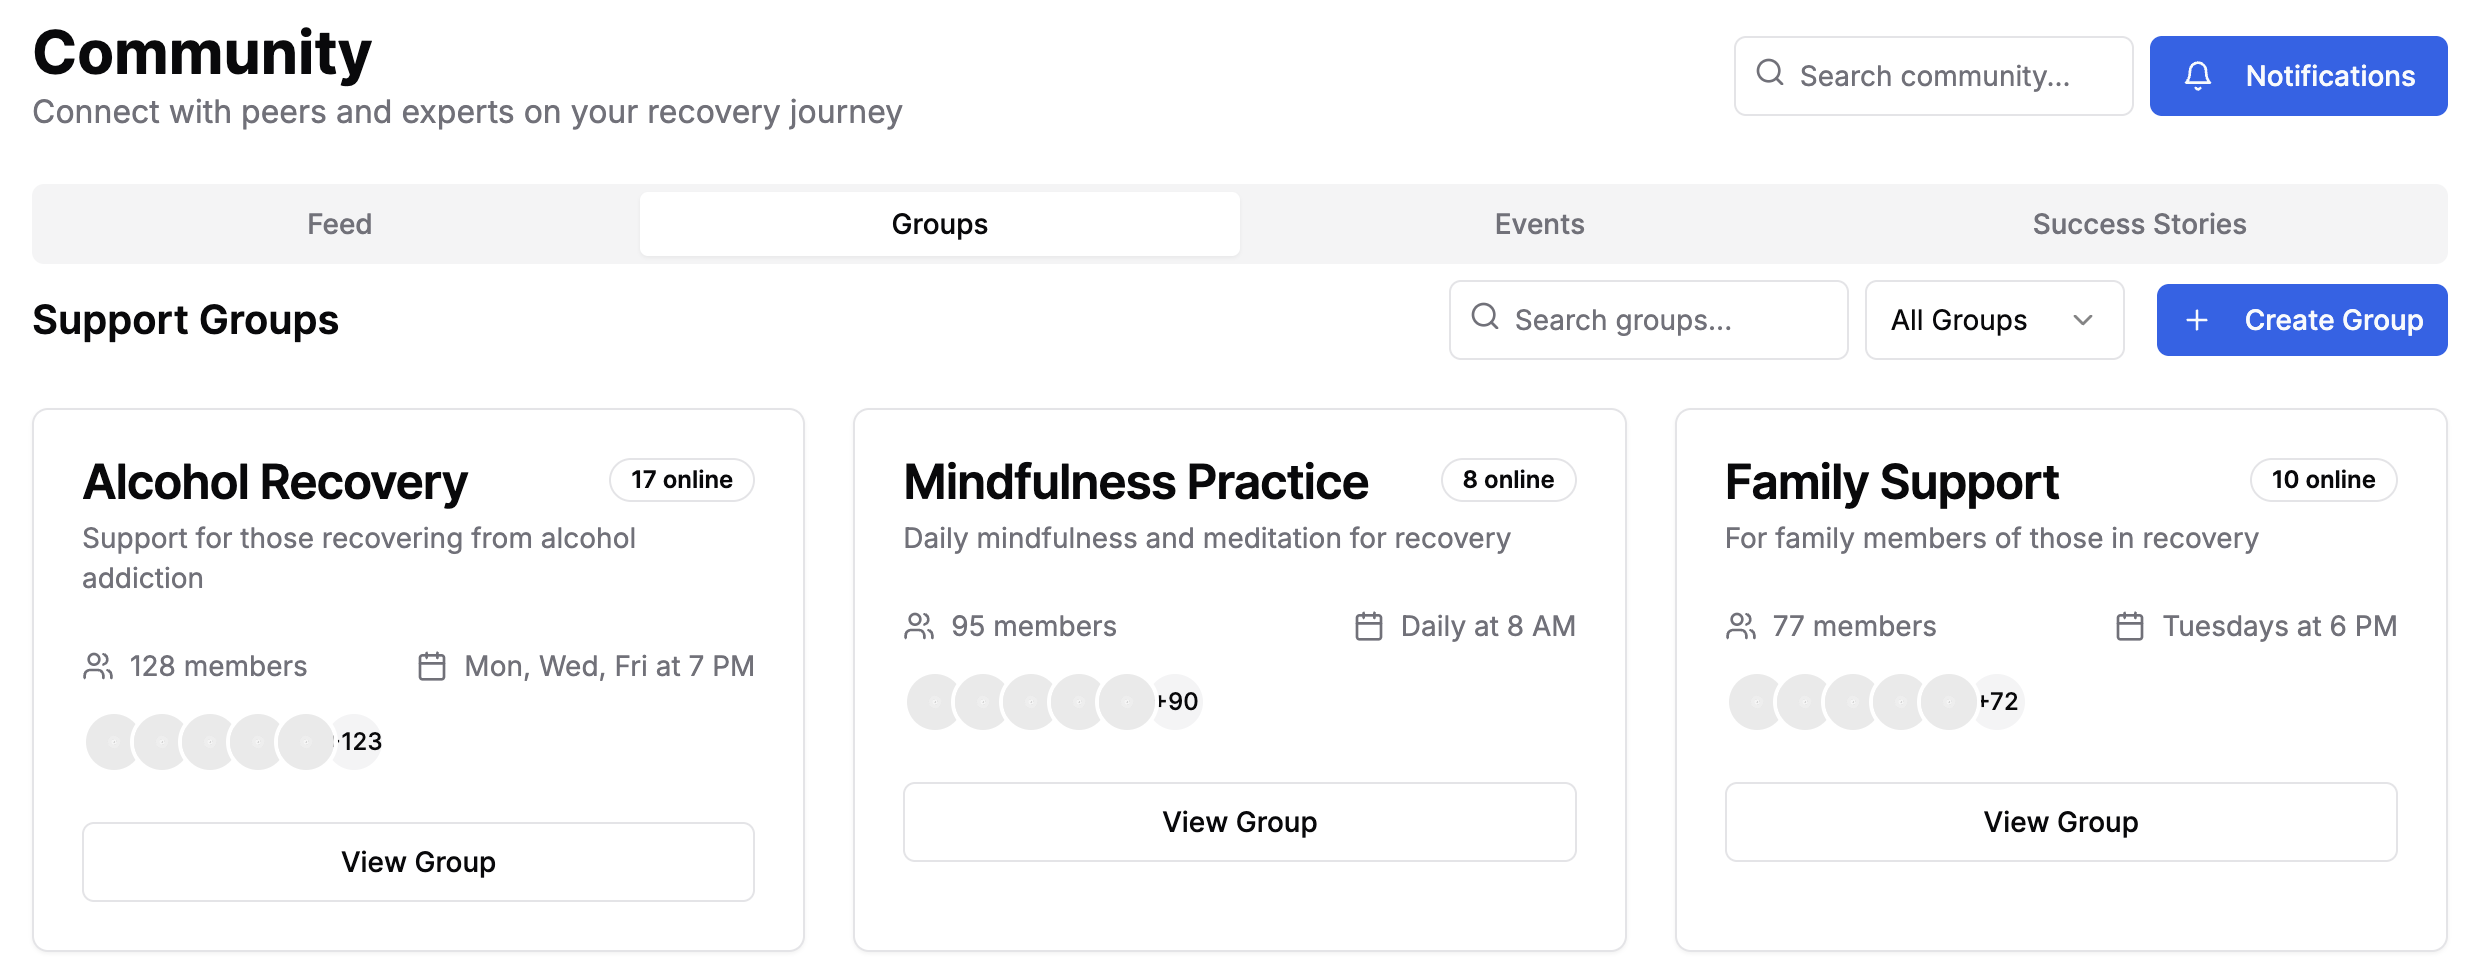 Community
Connect with peers and experts on your recovery journey
Search community...
Notifications
Feed
Groups
Events
Success Stories
Support Groups
Search groups...
All Groups
Create Group
Alcohol Recovery
17 online
Support for those recovering from alcohol
addiction
128 members
Mon, Wed, Fri at 7 PM
+123
View Group
Mindfulness Practice
8 online
Daily mindfulness and meditation for recovery
95 members
Daily at 8 AM
+90
View Group
Family Support
10 online
For family members of those in recovery
77 members
Tuesdays at 6 PM
+72
View Group